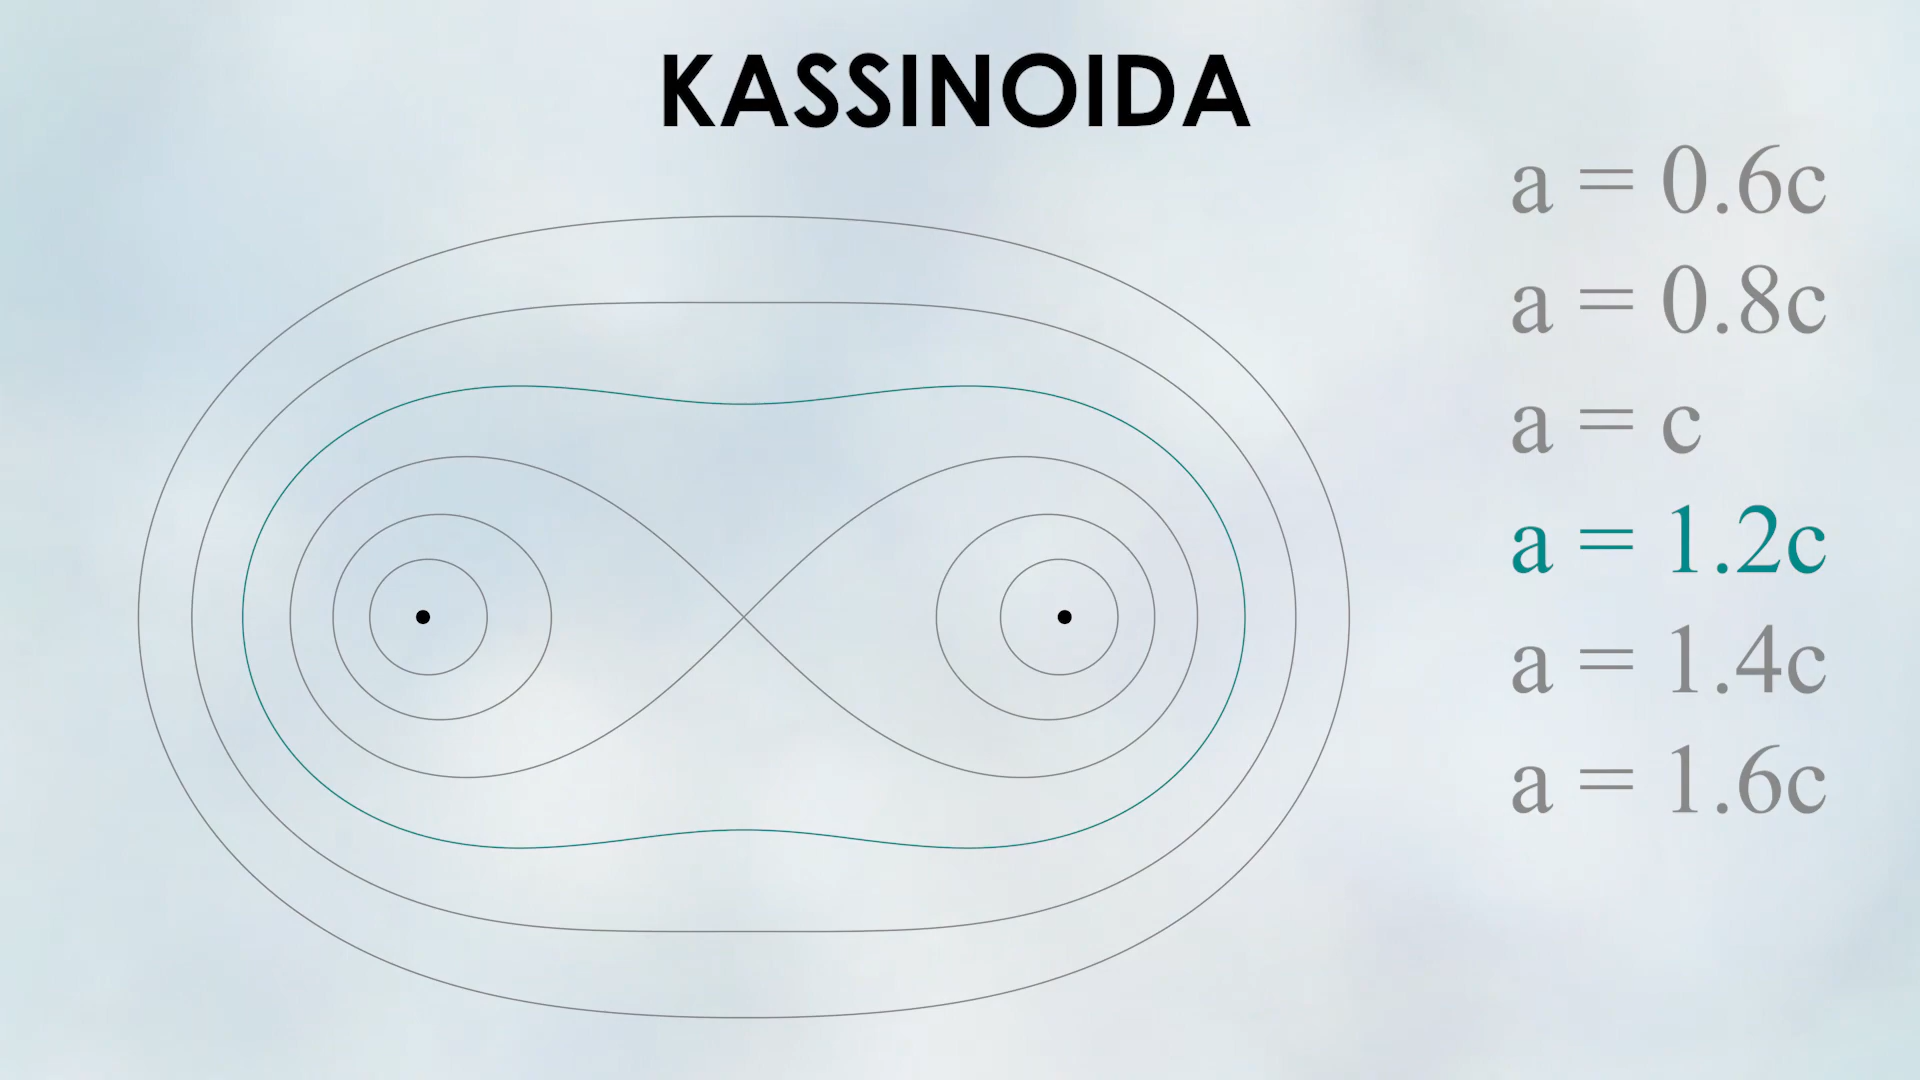 KASSINOIDA
a = 0.6c
a = 0.8c
a = c
a = 1.2c
a = 1.4c
a = 1.6c